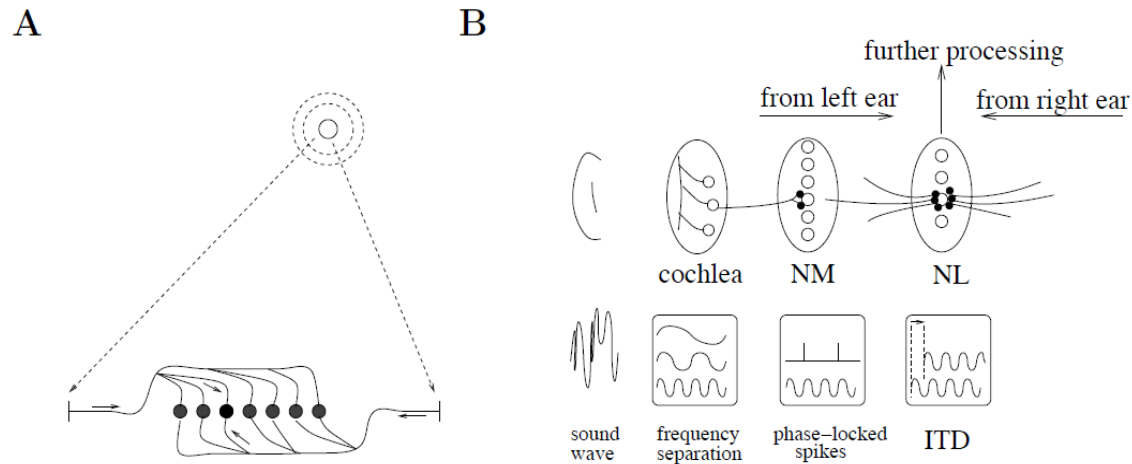 A
B
further processing
from left ear
from right ear
cochlea
NM
NL
sound
wave
frequency
separation
phase–locked
spikes
ITD